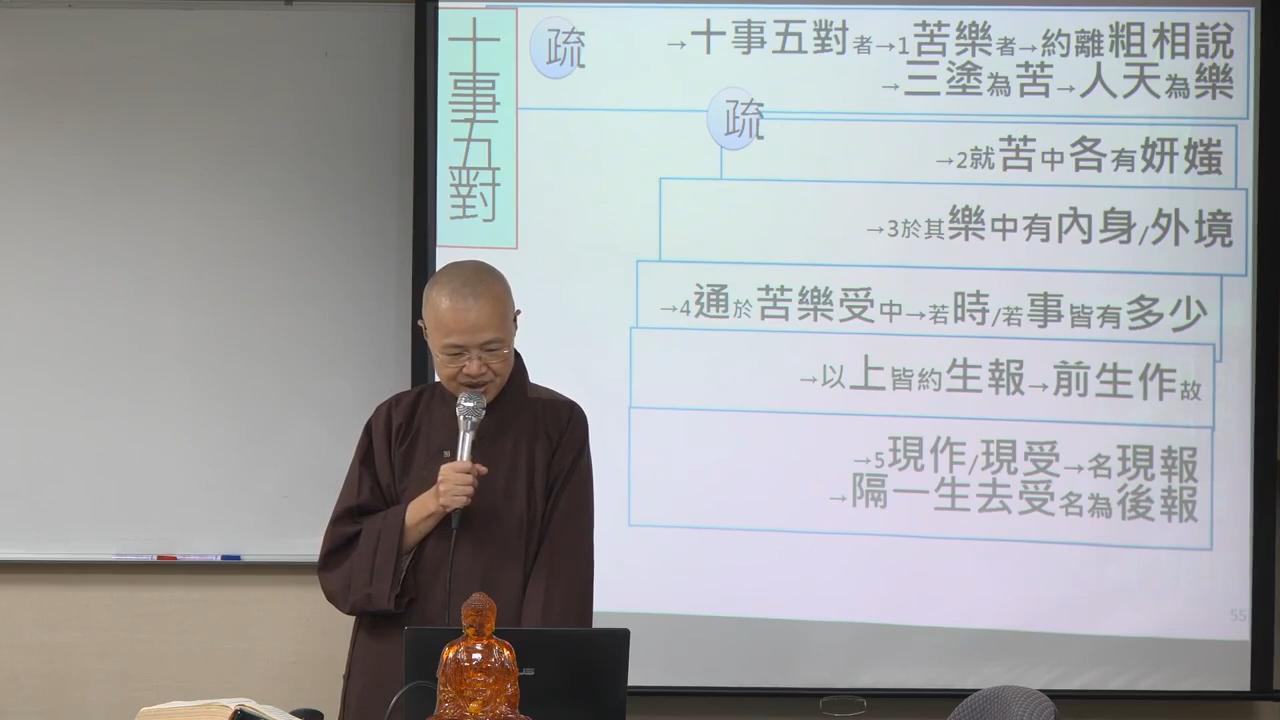 十事五對
疏
→十事五對者→1苦樂者→約離粗相說
→三塗為苦→人天為樂
疏
→2就苦中各有妍媸
→3於其樂中有內身/外境
→4通於苦樂受中→若時/若事皆有多少
→以上皆約生報→前生作故
→5現作/現受→名現報
→隔一生去受名為後報
55